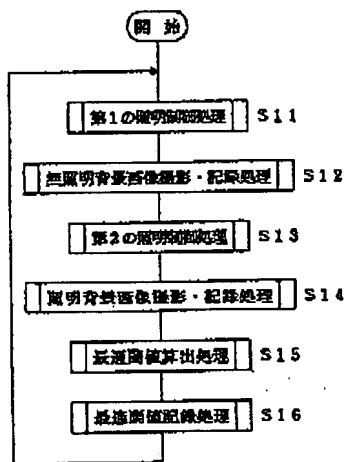 開始
第1の照明制御処理 S11
無照明背景画像撮影・記録処理 S12
第2の照明制御処理 S13
照明背景画像撮影・記録処理 S14
最適閾値算出処理 S15
最適閾値記録処理 S16